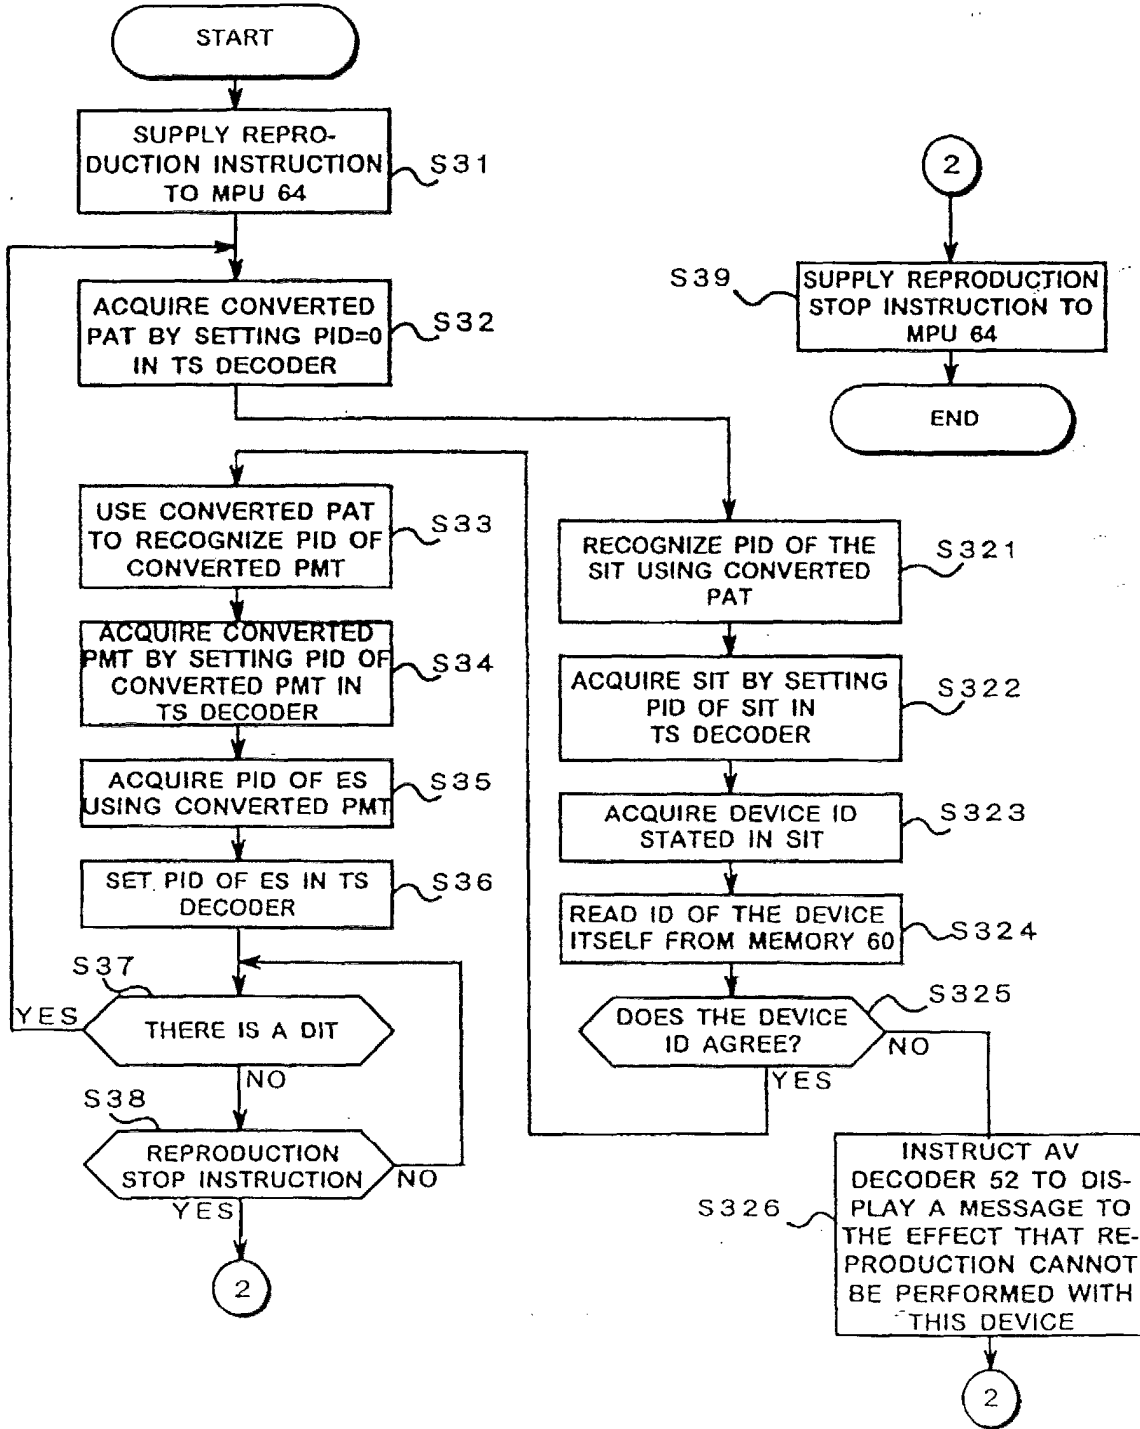 START
SUPPLY REPRO-
DUCTION INSTRUCTION
TO MPU 64
S31
ACQUIRE CONVERTED
PAT BY SETTING PID=0
IN TS DECODER
S32
USE CONVERTED PAT
TO RECOGNIZE PID OF
CONVERTED PMT
S33
ACQUIRE CONVERTED
PMT BY SETTING PID OF
CONVERTED PMT IN
TS DECODER
S34
ACQUIRE PID OF ES
USING CONVERTED PMT
S35
SET PID OF ES IN TS
DECODER
S36
S37
YES
THERE IS A DIT
NO
S38
REPRODUCTION
STOP INSTRUCTION
NO
YES
2
2
S39
SUPPLY REPRODUCTION
STOP INSTRUCTION TO
MPU 64
END
RECOGNIZE PID OF THE
SIT USING CONVERTED
PAT
S321
ACQUIRE SIT BY SETTING
PID OF SIT IN
TS DECODER
S322
ACQUIRE DEVICE ID
STATED IN SIT
S323
READ ID OF THE DEVICE
ITSELF FROM MEMORY 60
S324
DOES THE DEVICE
ID AGREE?
S325
NO
YES
INSTRUCT AV
DECODER 52 TO DIS-
PLAY A MESSAGE TO
THE EFFECT THAT RE-
PRODUCTION CANNOT
BE PERFORMED WITH
THIS DEVICE
S326
2